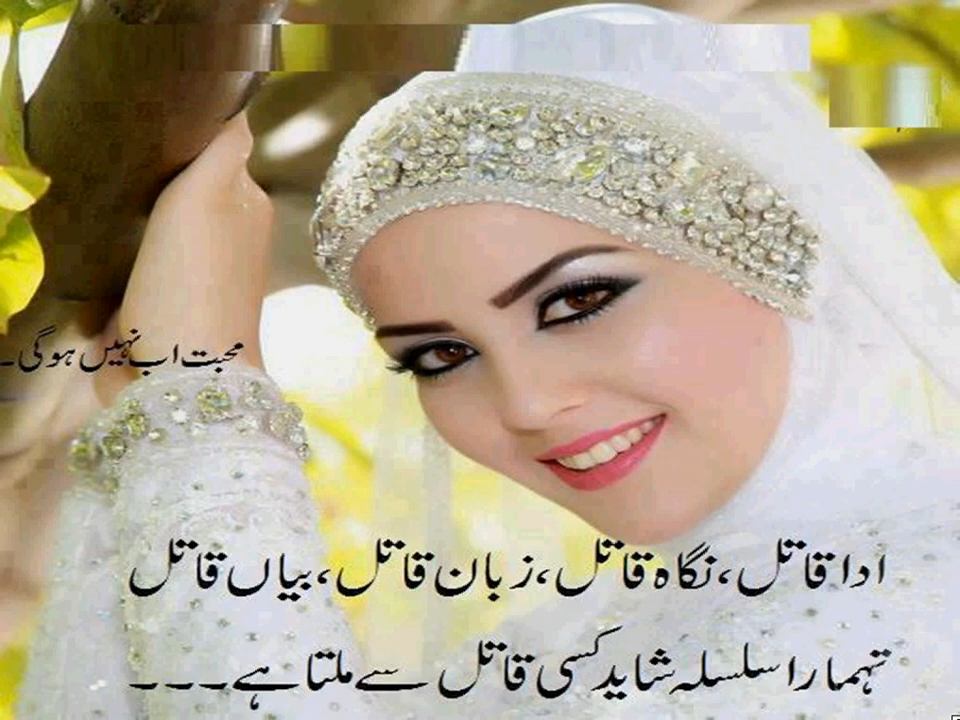 محبت اب نہیں ہوگی۔
ادا قاتل، نگاہ قاتل، زبان قاتل، بیاں قاتل
تہمارا سلسلہ شاید کسی قاتل سے ملتا ہے۔۔۔